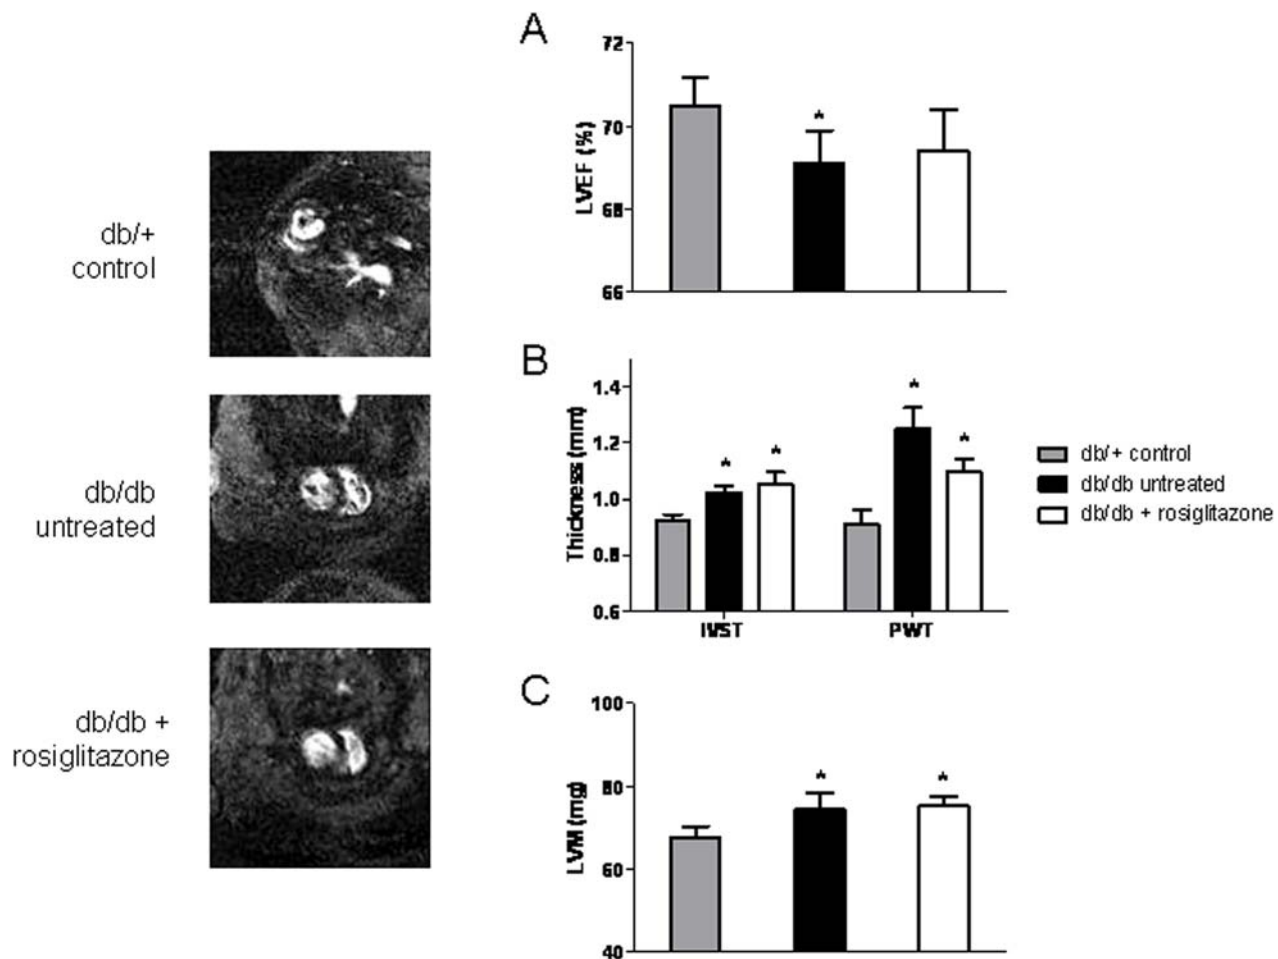 db/+
control
db/db
untreated
db/db +
rosiglitazone
A
72
70
68
66
LVEF (%)
*
B
1.4
1.2
1.0
0.8
0.6
Thickness (mm)
* * * *
IVST PWT
db/+ control
db/db untreated
db/db + rosiglitazone
C
100
80
60
40
LVM (mg)
* *